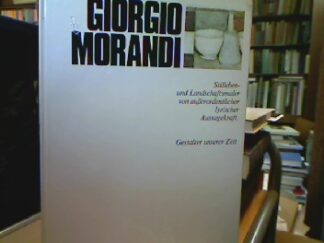 GIORGIO
MORANDI
Stilleben-
und Landschaftsmaler
von außerordentlicher
lyrischer
Aussagekraft.
Gestalter unserer Zeit